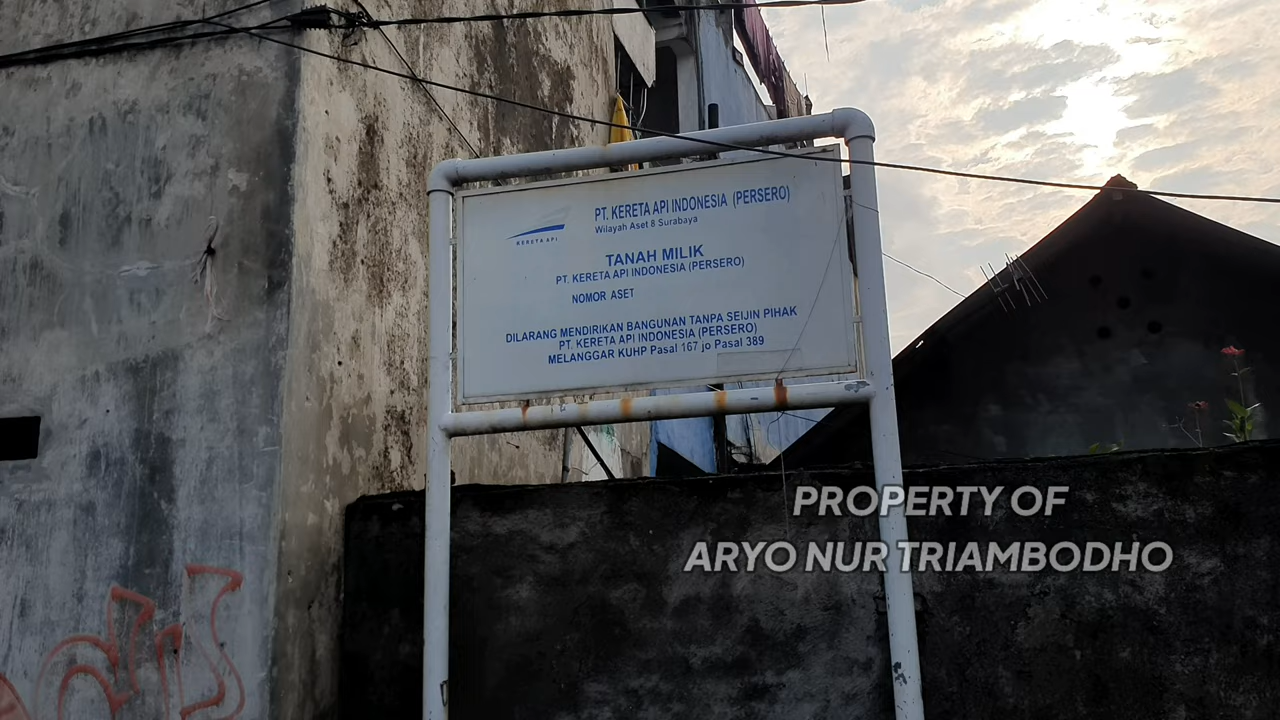 PT. KERETA API INDONESIA (PERSERO)
Wilayah Aset 8 Surabaya
KERETA API
TANAH MILIK
PT. KERETA API INDONESIA (PERSERO)
NOMOR ASET
DILARANG MENDIRIKAN BANGUNAN TANPA SEIJIN PIHAK
PT. KERETA API INDONESIA (PERSERO)
MELANGGAR KUHP Pasal 167 jo Pasal 389
PROPERTY OF
ARYO NUR TRIAMBODHO